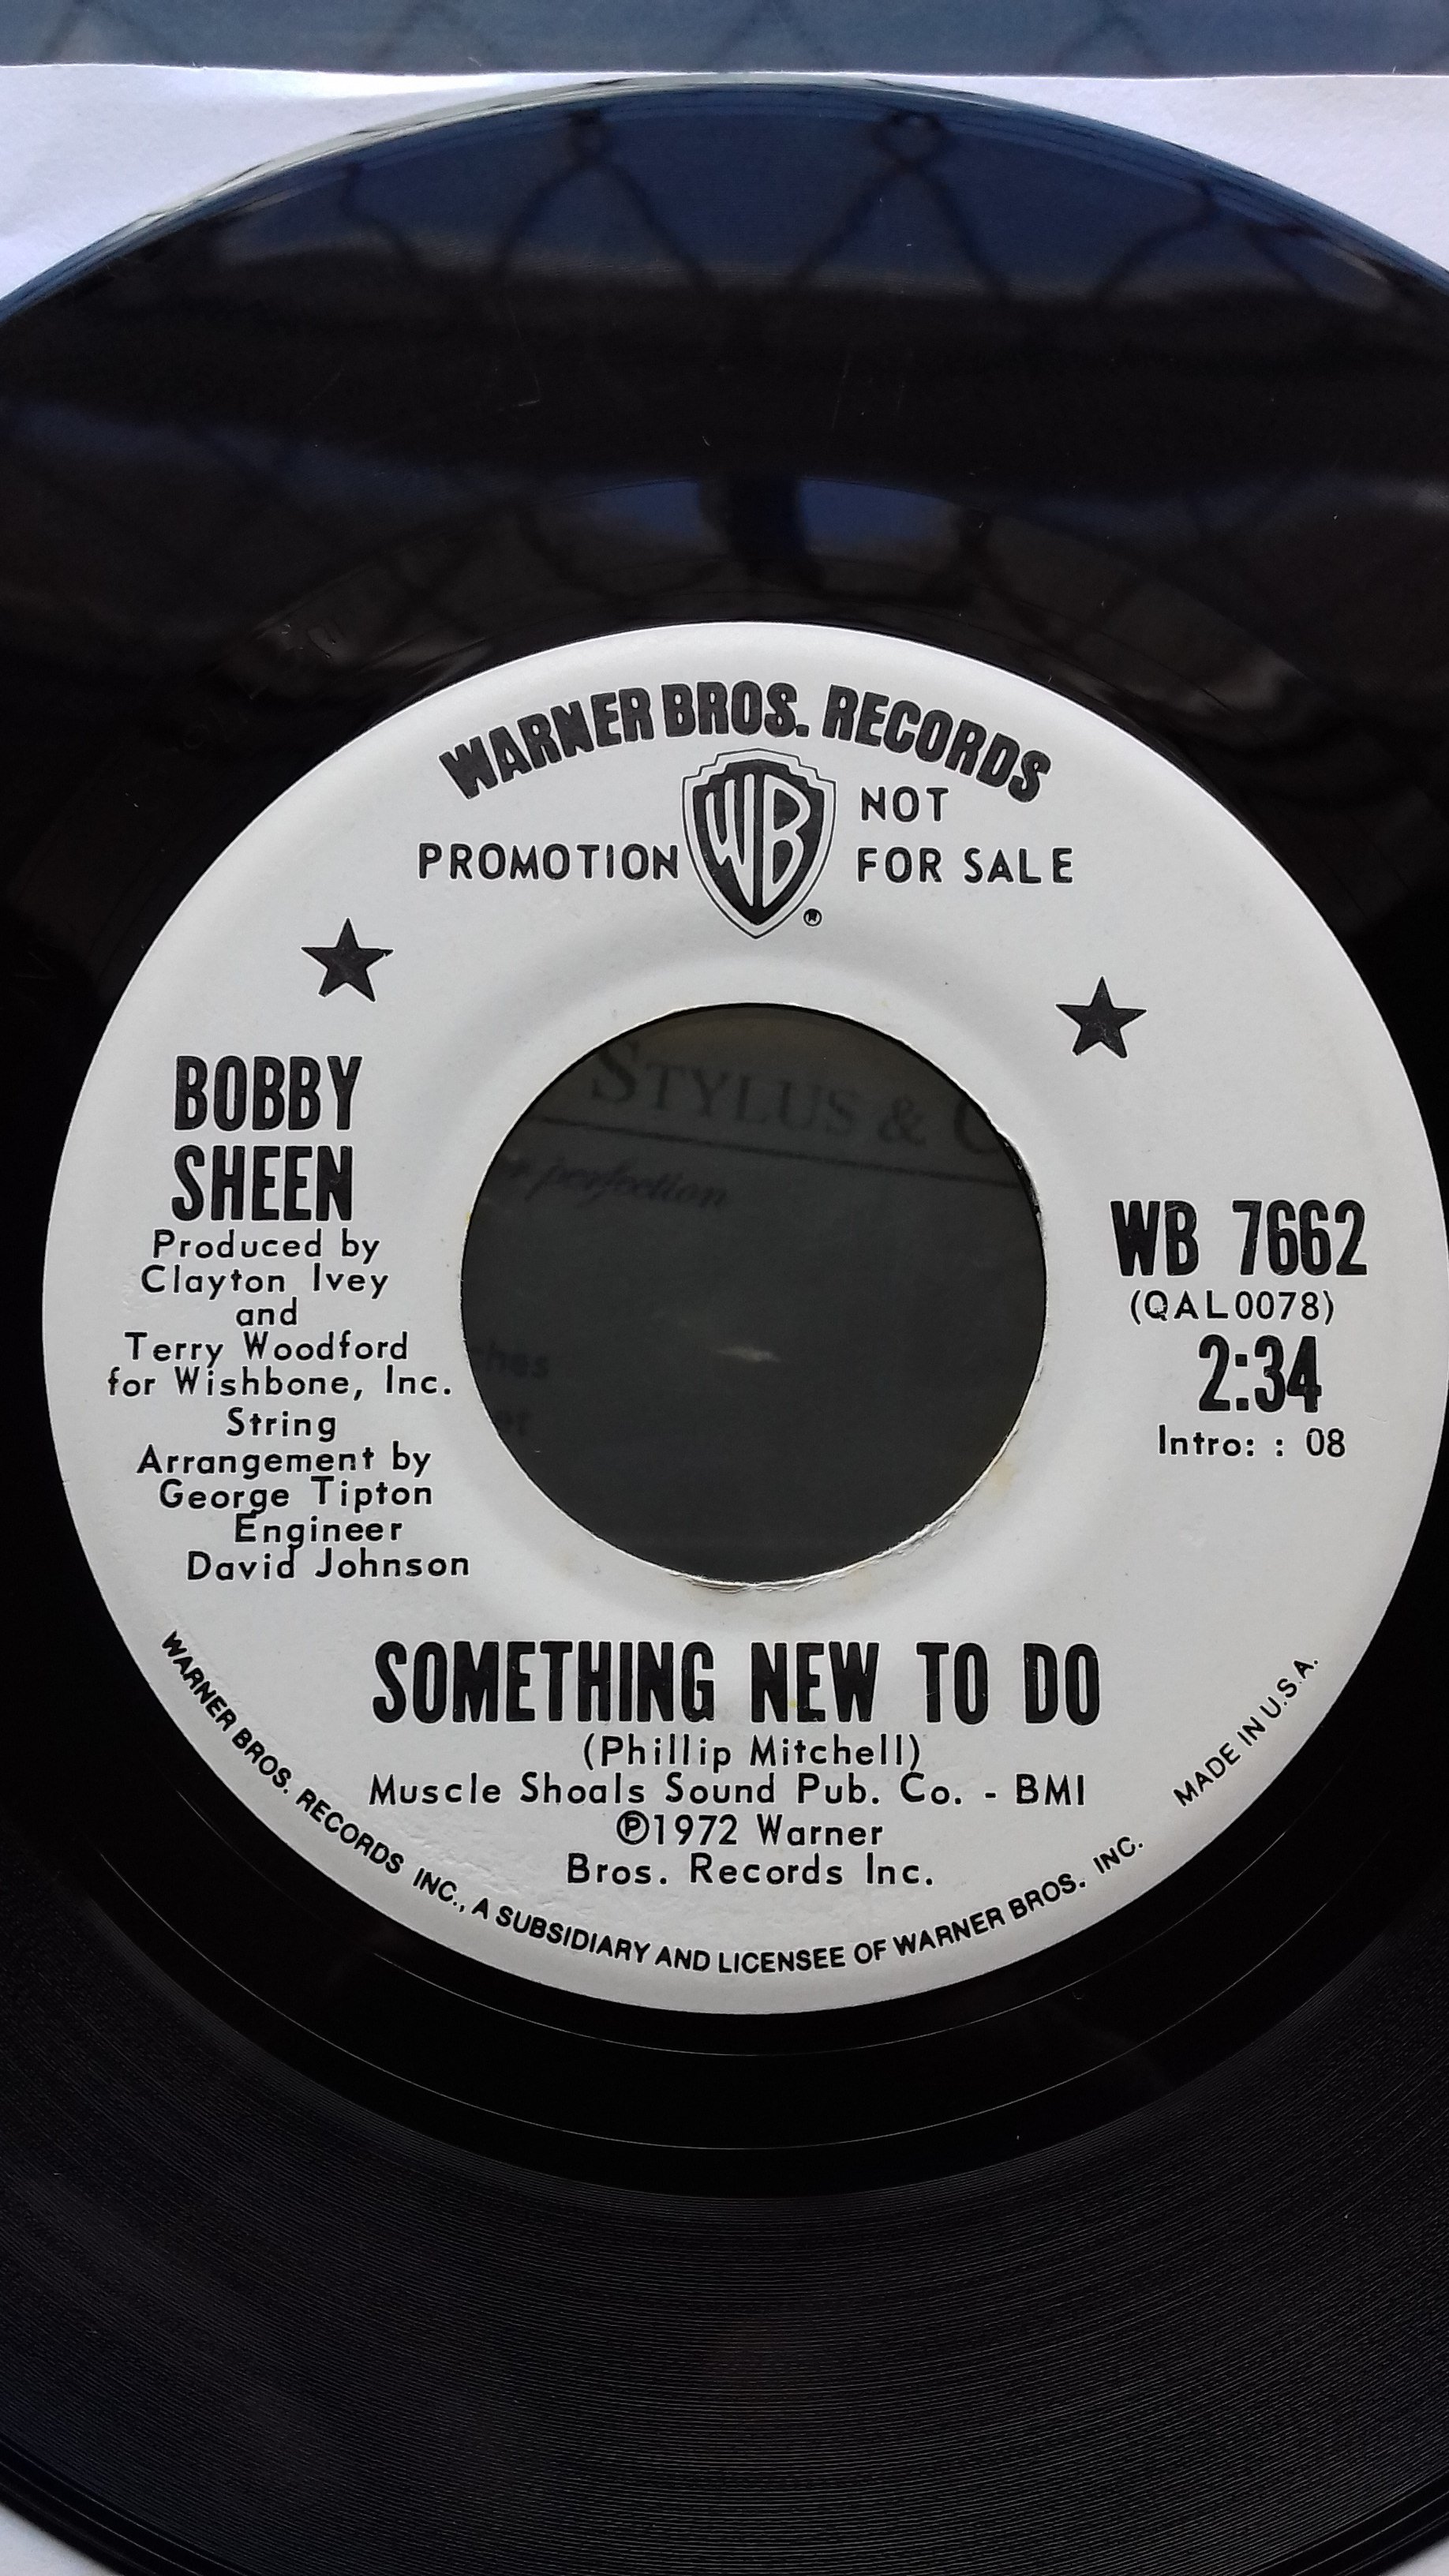 WARNER BROS. RECORDS
PROMOTION WB NOT
FOR SALE
®
BOBBY
SHEEN
Produced by
Clayton Ivey
and
Terry Woodford
for Wishbone, Inc.
String
Arrangement by
George Tipton
Engineer
David Johnson
STYLUS &
perfection
WB 7662
(QAL0078)
2:34
Intro: : 08
SOMETHING NEW TO DO
(Phillip Mitchell)
Muscle Shoals Sound Pub. Co. - BMI
℗1972 Warner
Bros. Records Inc.
WARNER BROS. RECORDS INC., A SUBSIDIARY AND LICENSEE OF WARNER BROS. INC.
MADE IN U.S.A.